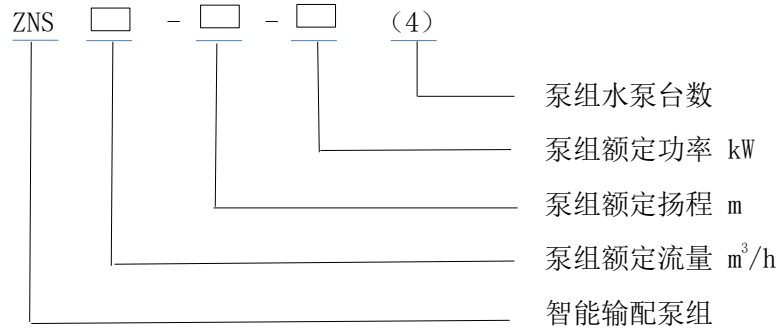 ZNS □ - □ - □ (4)
泵组水泵台数
泵组额定功率 kW
泵组额定扬程 m
泵组额定流量 m³/h
智能输配泵组